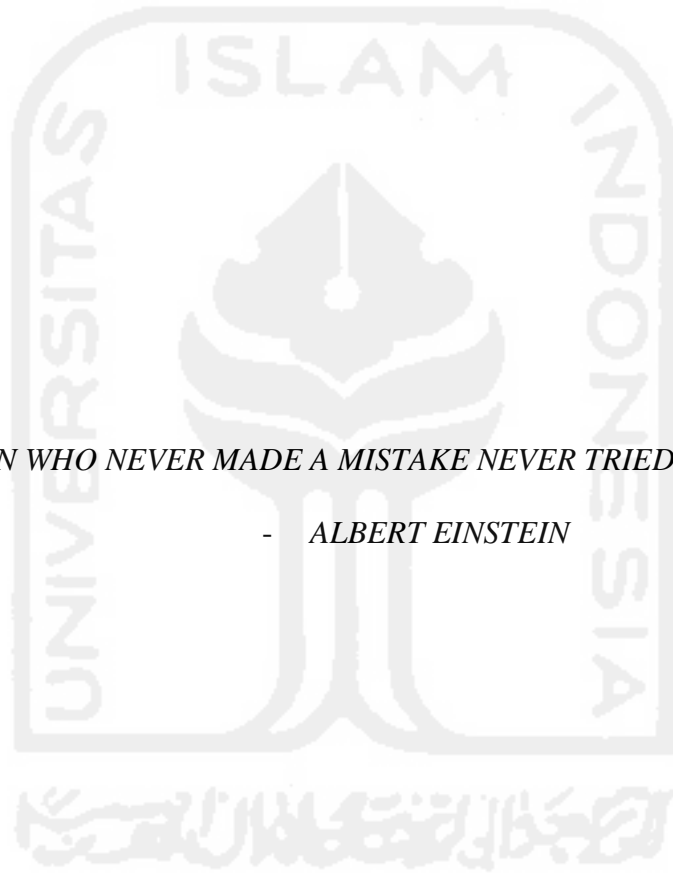 ISLAM
UNIVERSITAS
INDONESIA
N WHO NEVER MADE A MISTAKE NEVER TRIED
- ALBERT EINSTEIN